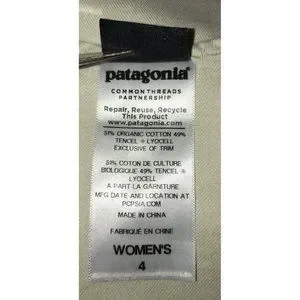 patagonia®
COMMON THREADS
PARTNERSHIP
Repair, Reuse, Recycle
This Product
www.patagonia.com
51% ORGANIC COTTON 49%
TENCEL® LYOCELL
EXCLUSIVE OF TRIM
51% COTON DE CULTURE
BIOLOGIQUE 49% TENCEL®
LYOCELL
A PART LA GARNITURE
MFG DATE AND LOCATION AT
PCPSIA.COM
MADE IN CHINA
FABRIQUÉ EN CHINE
WOMEN'S
4